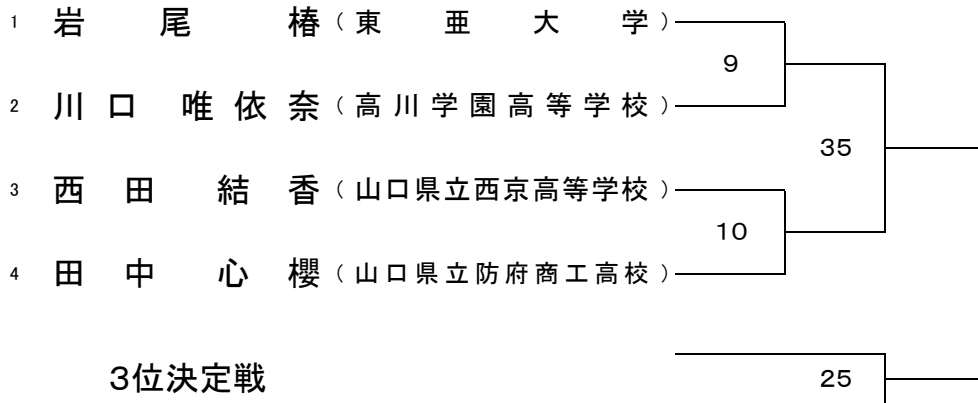 1 岩尾 椿（東亜大学）
9
2 川口 唯依奈（高川学園高等学校）
35
3 西田 結香（山口県立西京高等学校）
10
4 田中 心櫻（山口県立防府商工高校）
3位決定戦 25